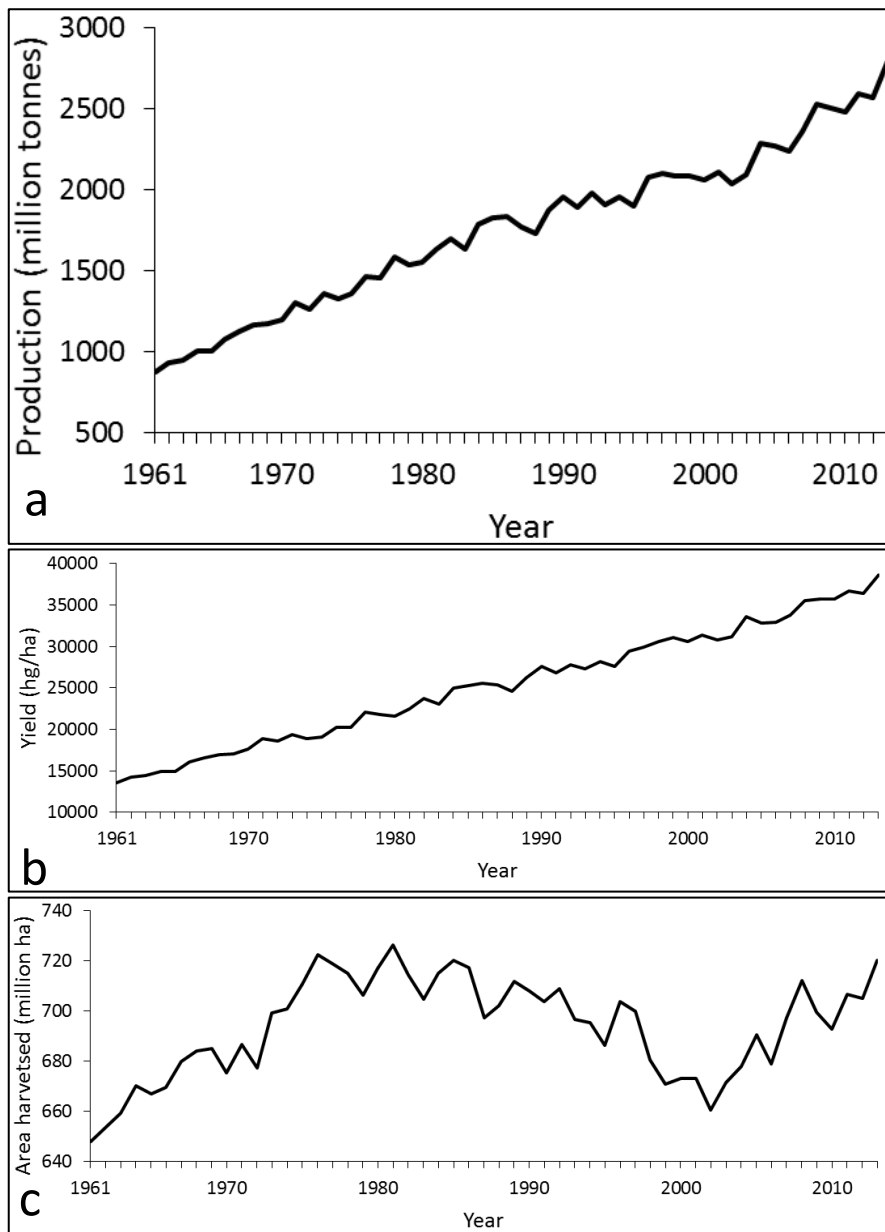 Production (million tonnes)
3000
2500
2000
1500
1000
500
1961 1970 1980 1990 2000 2010
Year
a
Yield (hg/ha)
40000
35000
30000
25000
20000
15000
10000
1961 1970 1980 1990 2000 2010
Year
b
Area harvetsed (million ha)
740
720
700
680
660
640
1961 1970 1980 1990 2000 2010
Year
c